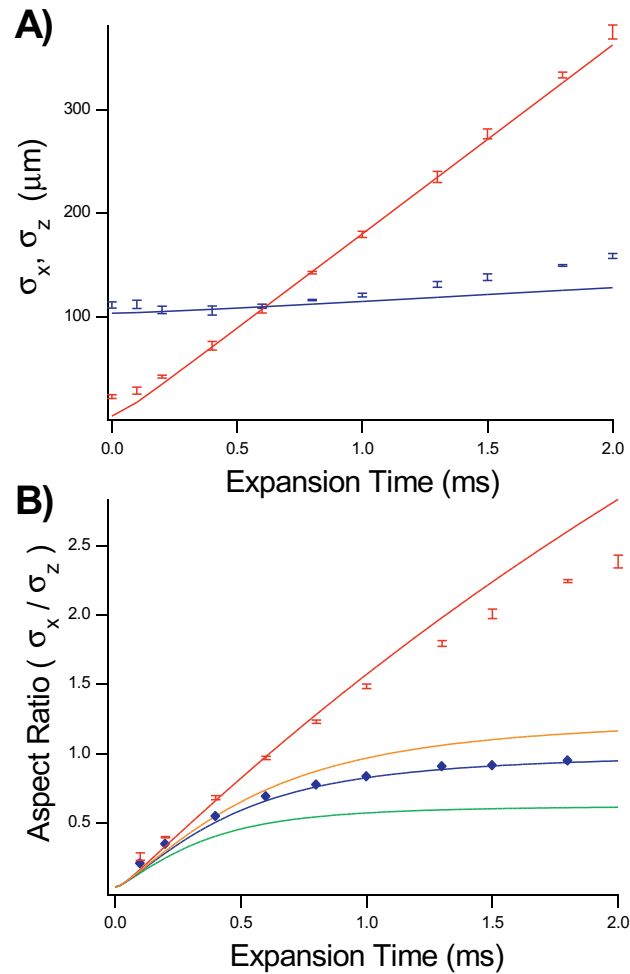 A)
300
200
100
σx, σz (μm)
0.0 0.5 1.0 1.5 2.0
Expansion Time (ms)
B)
2.5
2.0
1.5
1.0
0.5
Aspect Ratio ( σx / σz )
0.0 0.5 1.0 1.5 2.0
Expansion Time (ms)